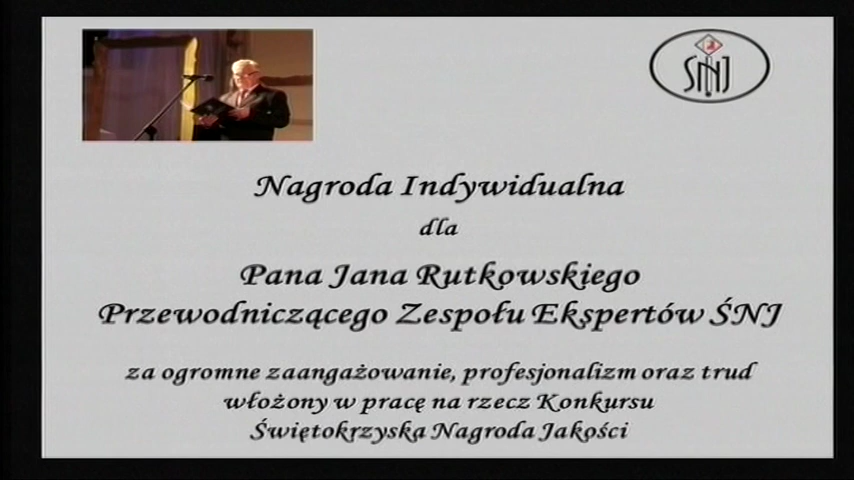 ŚNJ
Nagroda Indywidualna
dla
Pana Jana Rutkowskiego
Przewodniczącego Zespołu Ekspertów ŚNJ
za ogromne zaangażowanie, profesjonalizm oraz trud
włożony w pracę na rzecz Konkursu
Świętokrzyska Nagroda Jakości